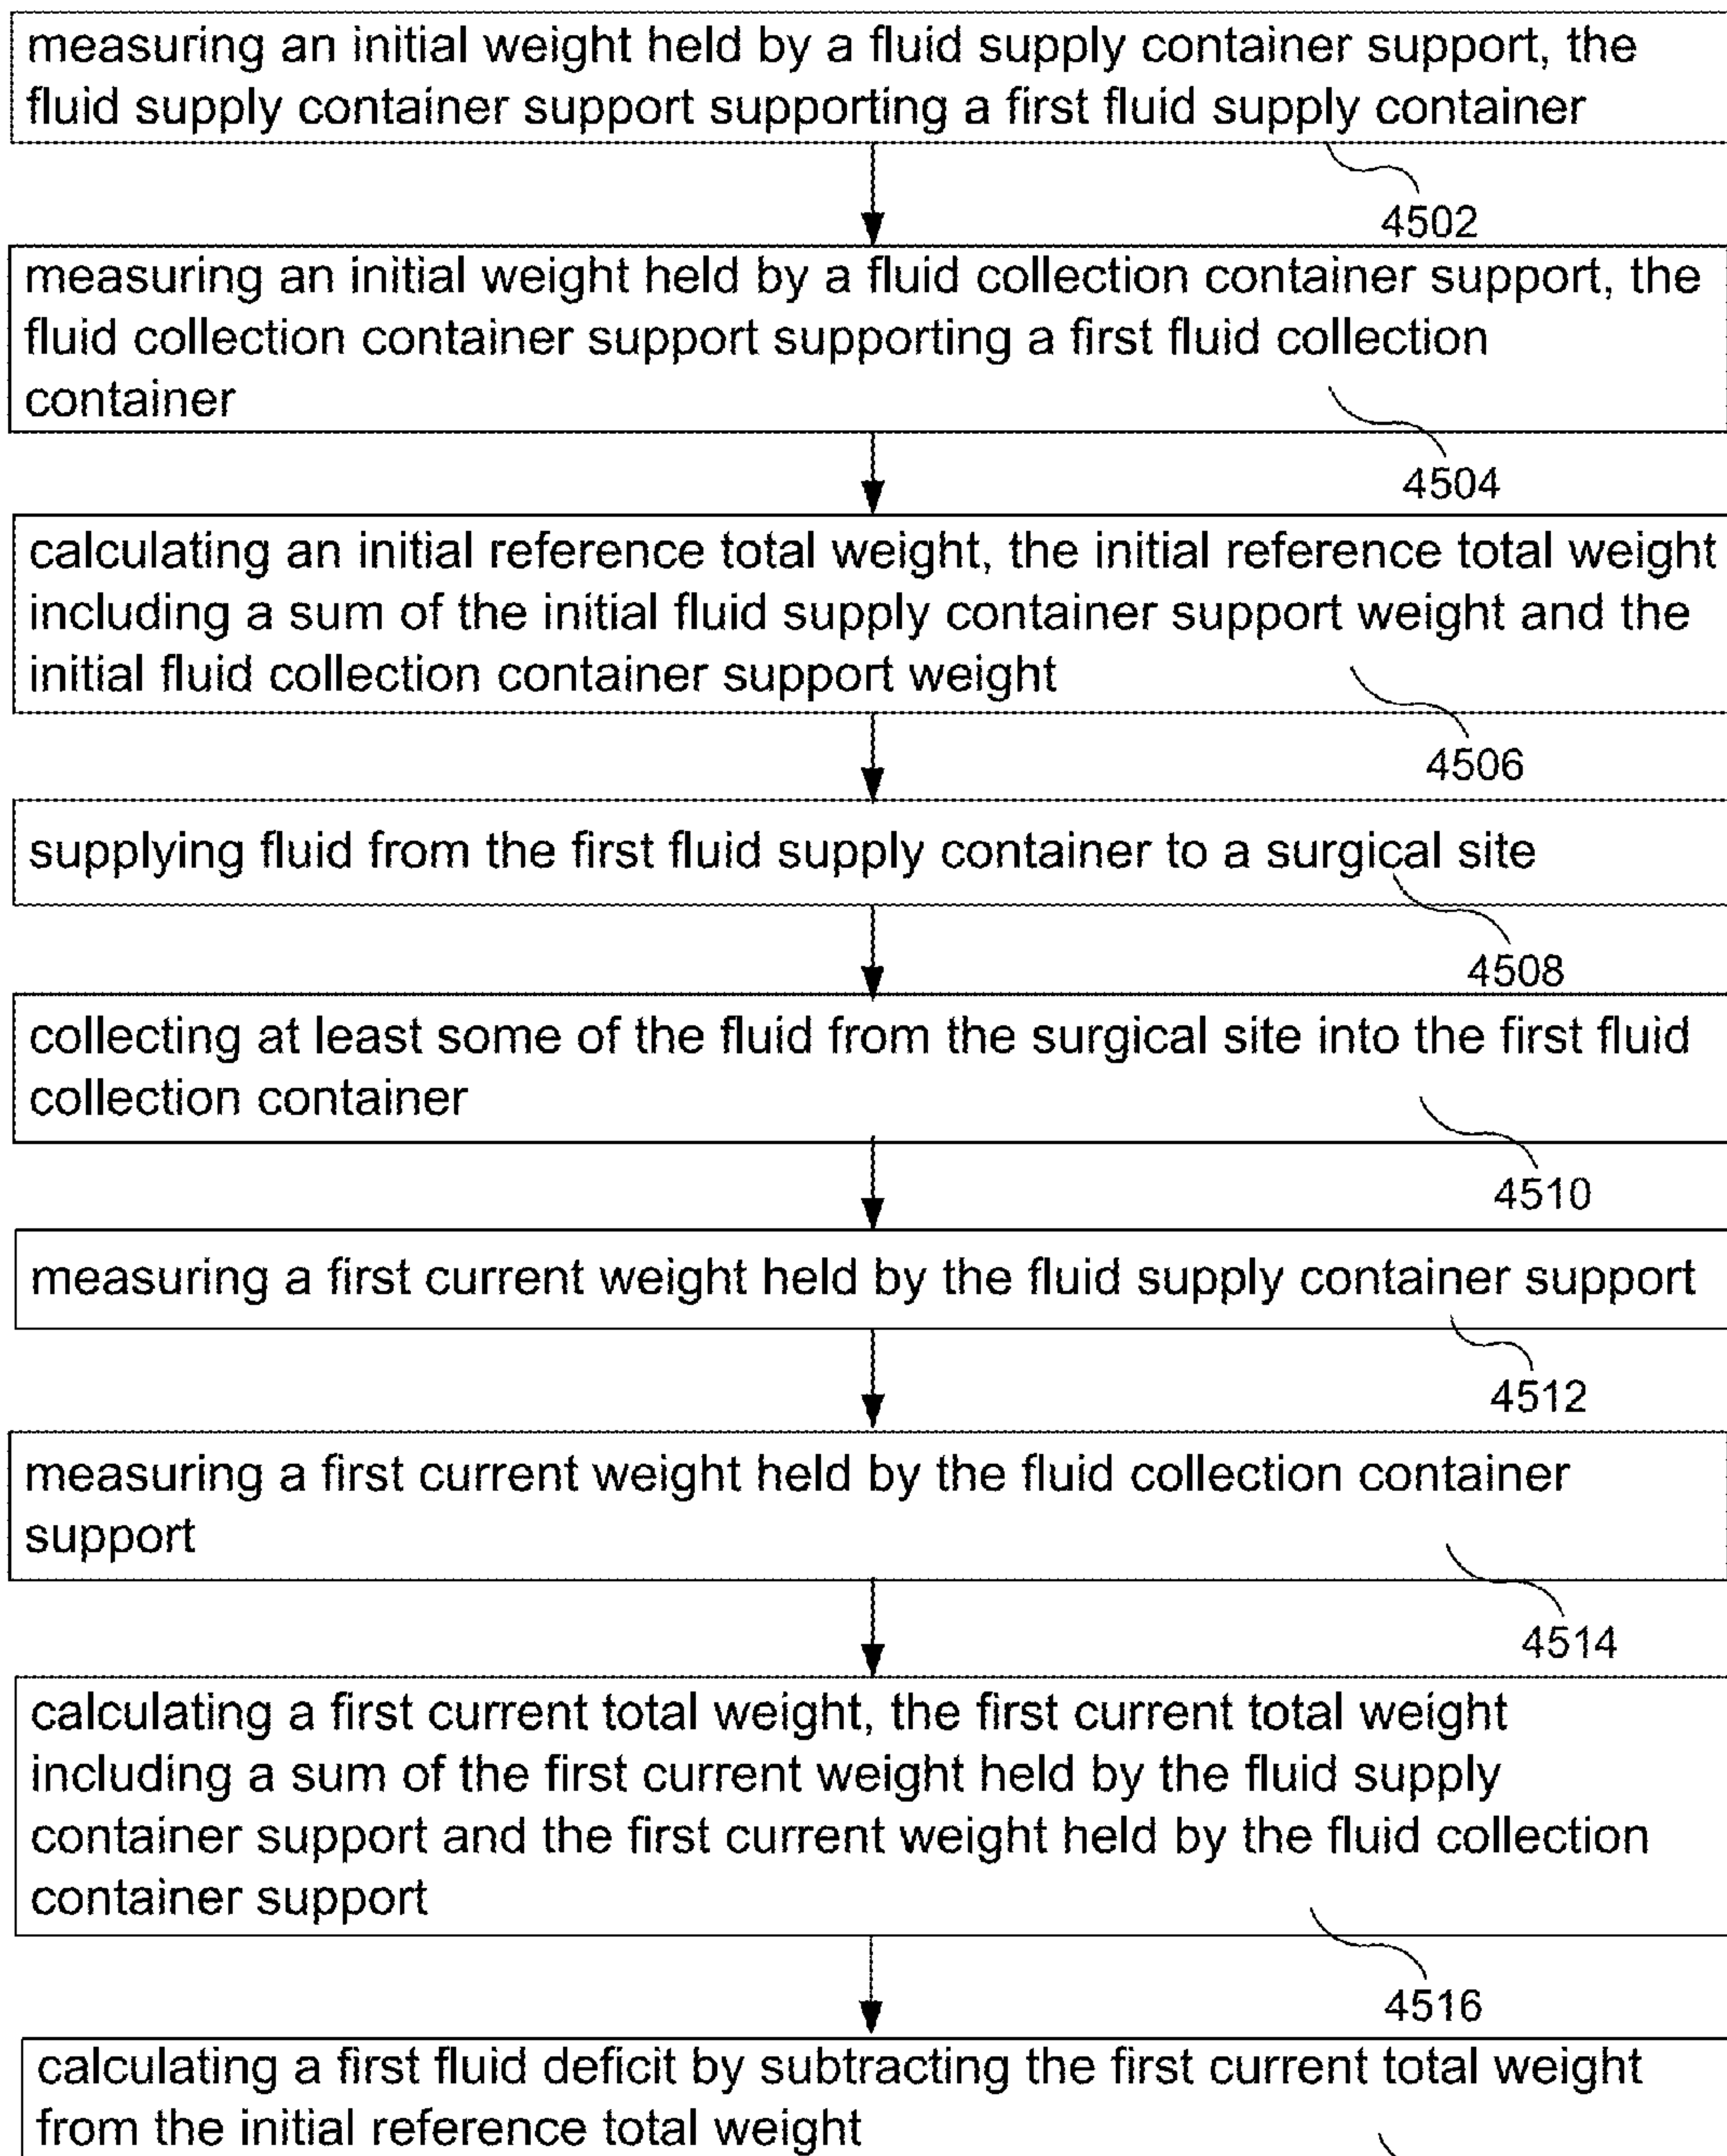 measuring an initial weight held by a fluid supply container support, the
fluid supply container support supporting a first fluid supply container
4502
measuring an initial weight held by a fluid collection container support, the
fluid collection container support supporting a first fluid collection
container
4504
calculating an initial reference total weight, the initial reference total weight
including a sum of the initial fluid supply container support weight and the
initial fluid collection container support weight
4506
supplying fluid from the first fluid supply container to a surgical site
4508
collecting at least some of the fluid from the surgical site into the first fluid
collection container
4510
measuring a first current weight held by the fluid supply container support
4512
measuring a first current weight held by the fluid collection container
support
4514
calculating a first current total weight, the first current total weight
including a sum of the first current weight held by the fluid supply
container support and the first current weight held by the fluid collection
container support
4516
calculating a first fluid deficit by subtracting the first current total weight
from the initial reference total weight